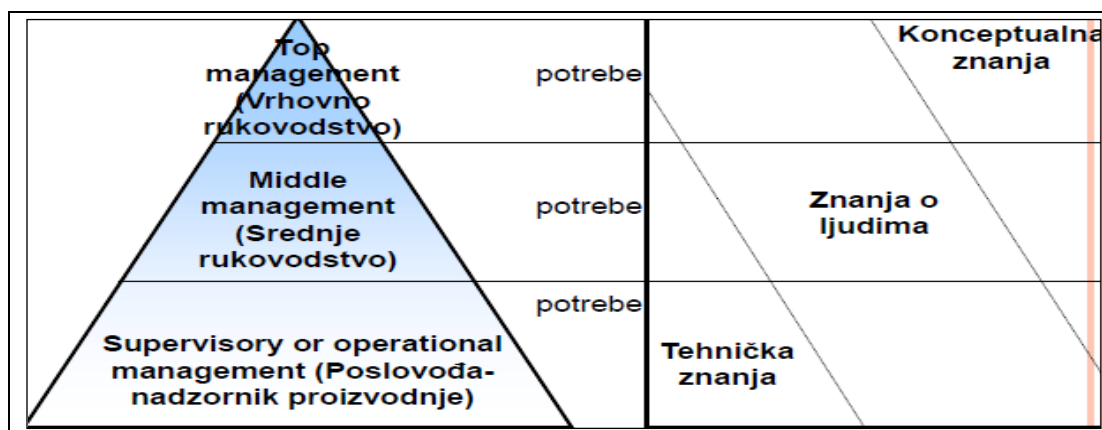 Top
management
(Vrhovno
rukovodstvo)
potrebe
Konceptualna
znanja
Middle
management
(Srednje
rukovodstvo)
potrebe
Znanja o
ljudima
potrebe
Supervisory or operational
management (Poslovođa-
nadzornik proizvodnje)
Tehnička
znanja